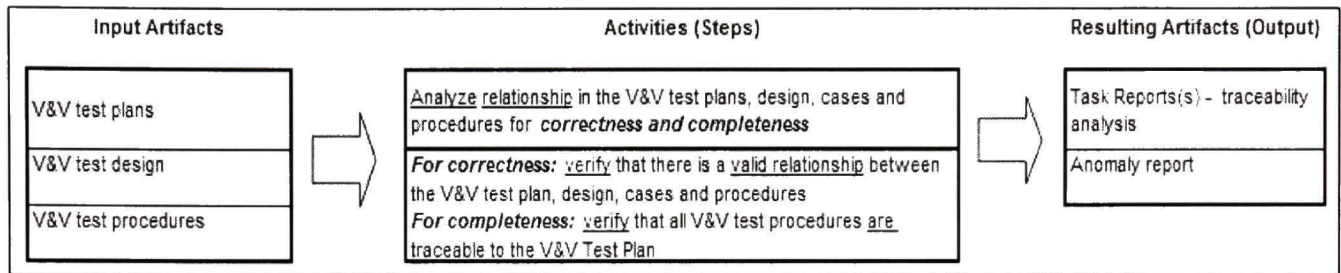 Input Artifacts
Activities (Steps)
Resulting Artifacts (Output)
V&V test plans
V&V test design
V&V test procedures
Analyze relationship in the V&V test plans, design, cases and
procedures for correctness and completeness
For correctness: verify that there is a valid relationship between
the V&V test plan, design, cases and procedures
For completeness: verify that all V&V test procedures are
traceable to the V&V Test Plan
Task Reports(s) - traceability
analysis
Anomaly report